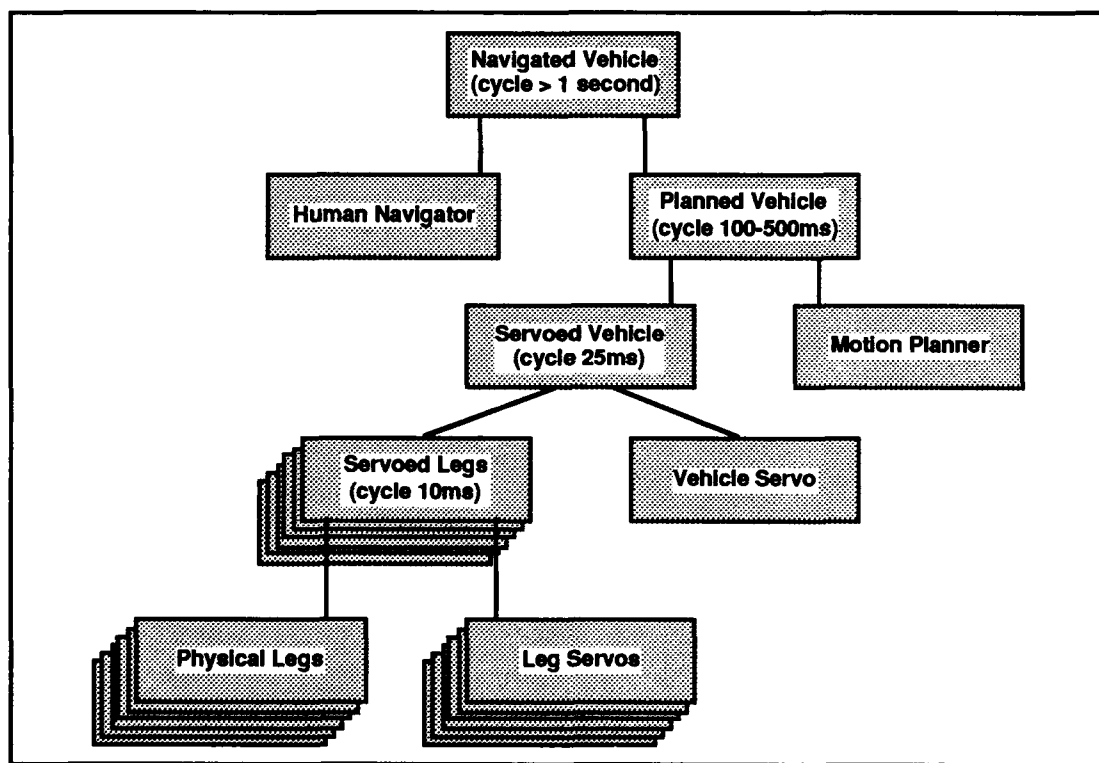 Navigated Vehicle
(cycle > 1 second)
Human Navigator
Planned Vehicle
(cycle 100-500ms)
Servoed Vehicle
(cycle 25ms)
Motion Planner
Servoed Legs
(cycle 10ms)
Vehicle Servo
Physical Legs
Leg Servos